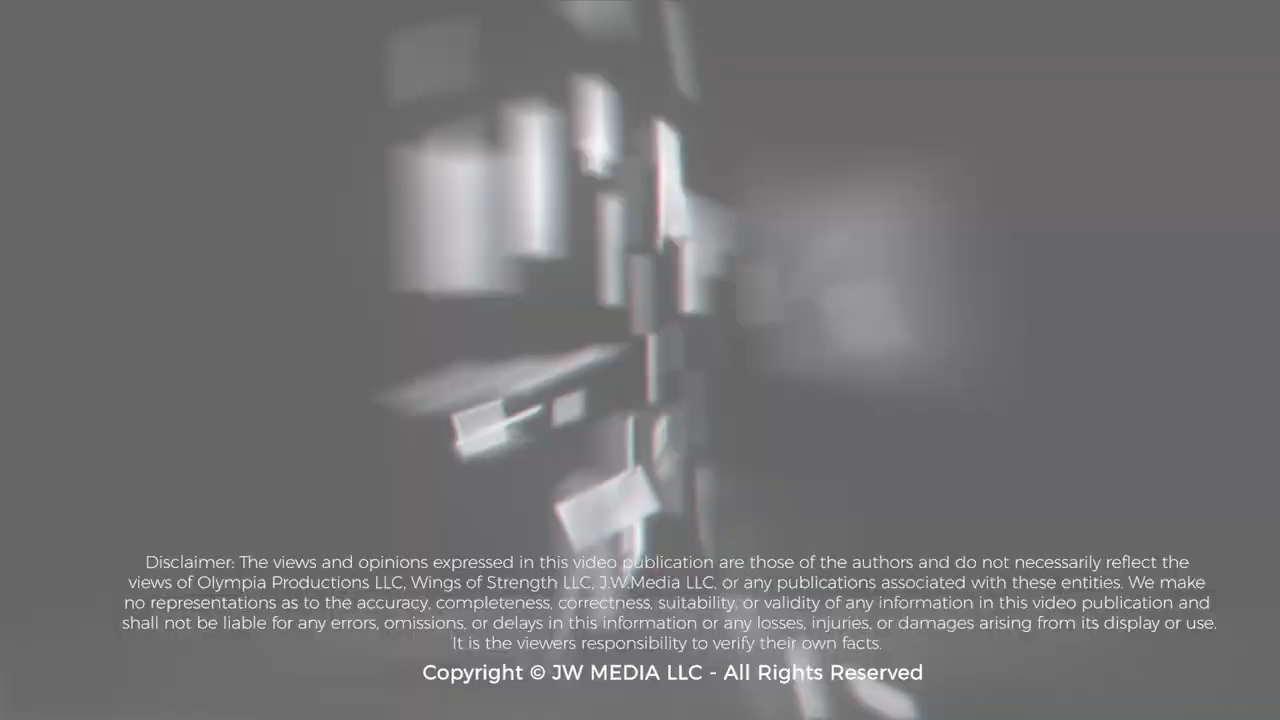 Disclaimer: The views and opinions expressed in this video publication are those of the authors and do not necessarily reflect the
views of Olympia Productions LLC, Wings of Strength LLC, J.W.Media LLC, or any publications associated with these entities. We make
no representations as to the accuracy, completeness, correctness, suitability, or validity of any information in this video publication and
shall not be liable for any errors, omissions, or delays in this information or any losses, injuries, or damages arising from its display or use.
It is the viewers responsibility to verify their own facts.
Copyright © JW MEDIA LLC - All Rights Reserved